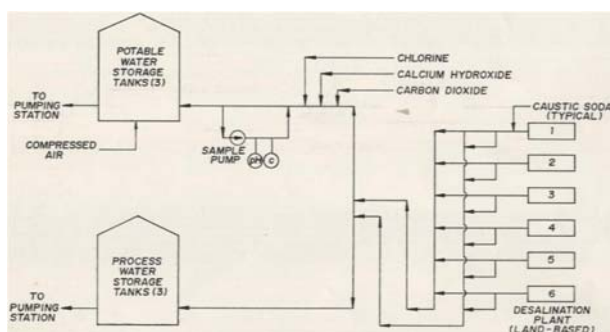 POTABLE
WATER
STORAGE
TANKS (3)
TO
PUMPING
STATION
COMPRESSED
AIR
SAMPLE
PUMP
pH
C
CHLORINE
CALCIUM HYDROXIDE
CARBON DIOXIDE
CAUSTIC SODA
(TYPICAL)
1
2
3
4
5
6
DESALINATION
PLANT
(LAND-BASED)
PROCESS
WATER
STORAGE
TANKS (3)
TO
PUMPING
STATION